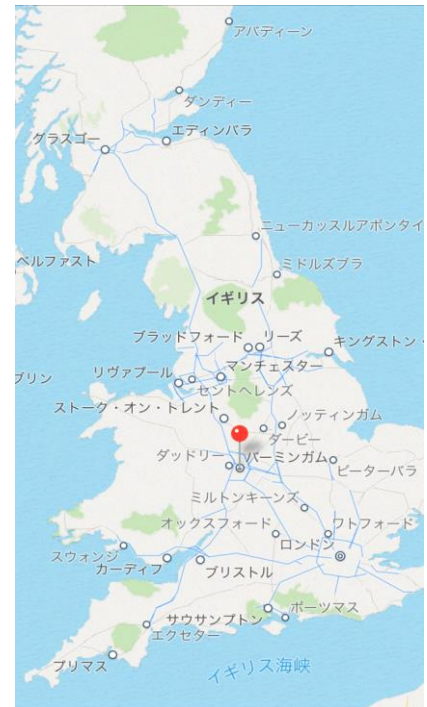 アバディーン
ダンディー
グラスゴー
エディンバラ
ニューカッスルアポンタイ
ベルファスト
ミドルズブラ
イギリス
ブラッドフォード
リーズ
キングストン・
ブリン
リヴァプール
マンチェスター
セントヘレンズ
ストーク・オン・トレント
ノッティンガム
ダービー
ダッドリー
バーミンガム
ピーターバラ
ミルトンキーンズ
オックスフォード
ワトフォード
ロンドン
スウォンジ
カーディフ
ブリストル
サウサンプトン
ポーツマス
エクセター
プリマス
イギリス海峡